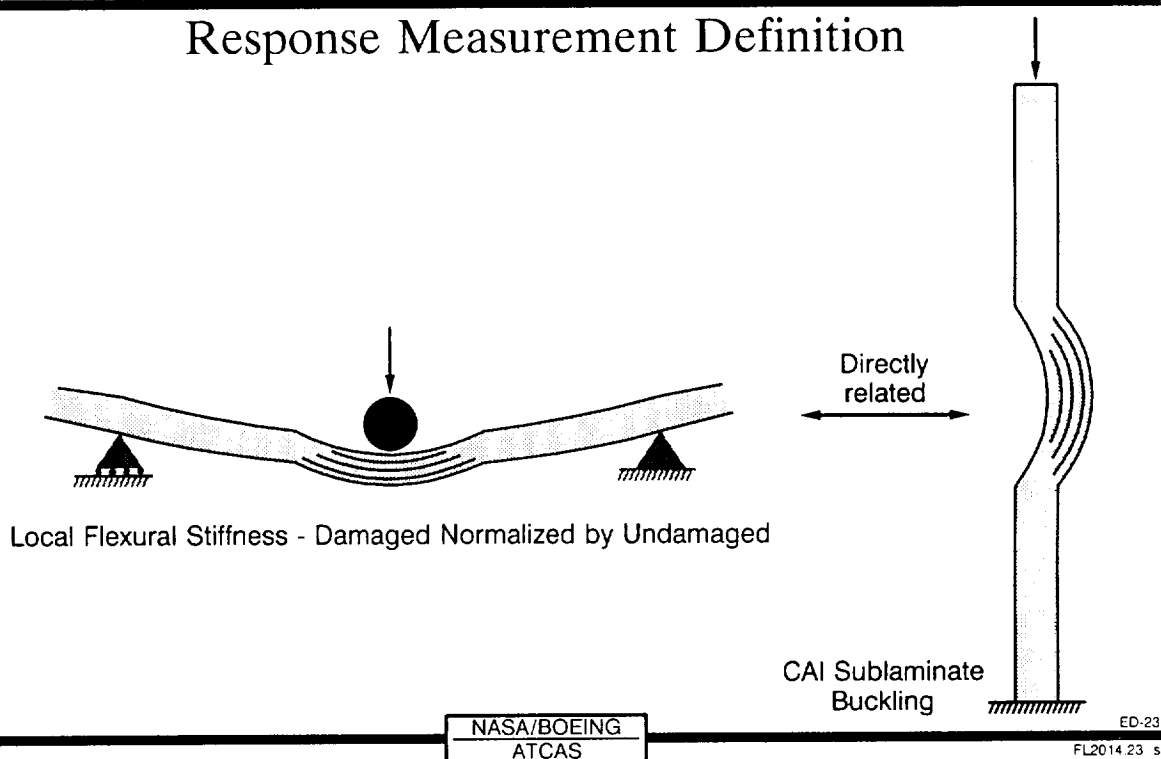 Response Measurement Definition
Directly
related
Local Flexural Stiffness - Damaged Normalized by Undamaged
CAI Sublaminate
Buckling
NASA/BOEING
ATCAS
ED-23
FL2014.23 s